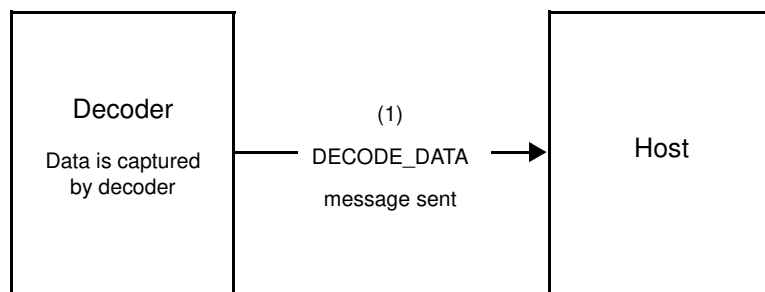 Decoder
Data is captured
by decoder
(1)
DECODE_DATA
message sent
Host